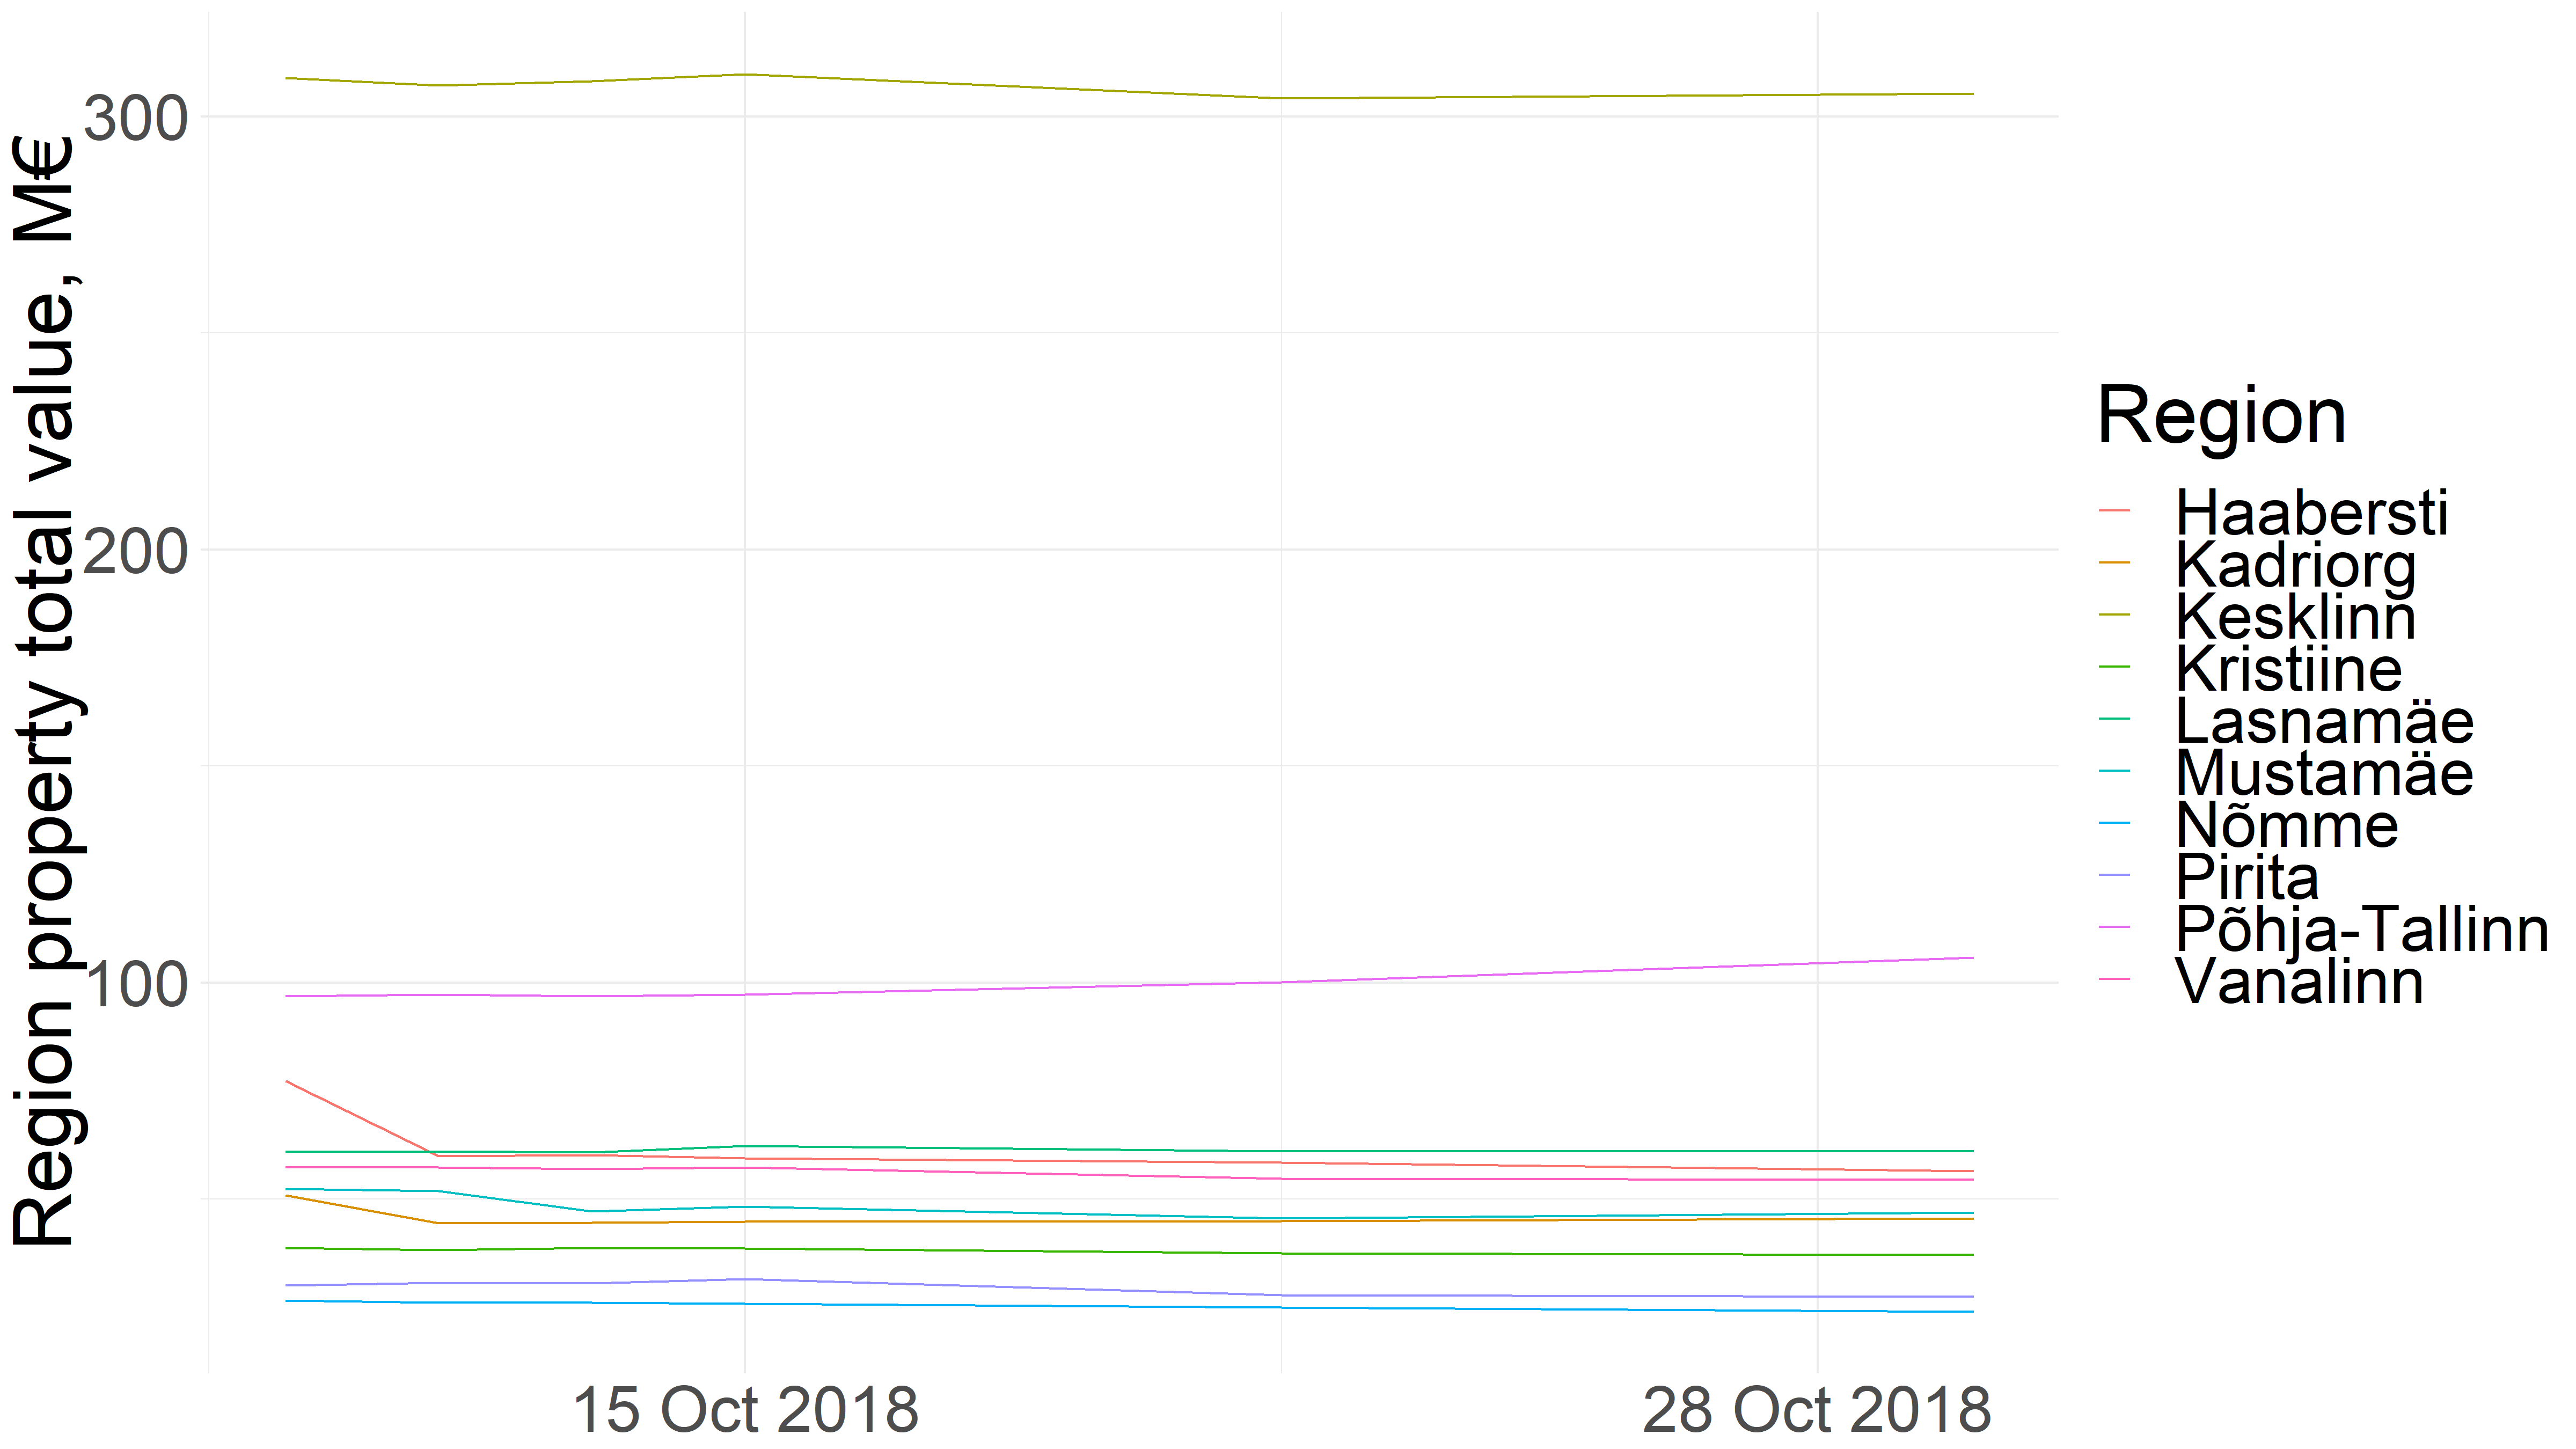 Region property total value, M€
300
200
100
15 Oct 2018
28 Oct 2018
Region
Haabersti
Kadriorg
Kesklinn
Kristiine
Lasnamäe
Mustamäe
Nõmme
Pirita
Põhja-Tallinn
Vanalinn